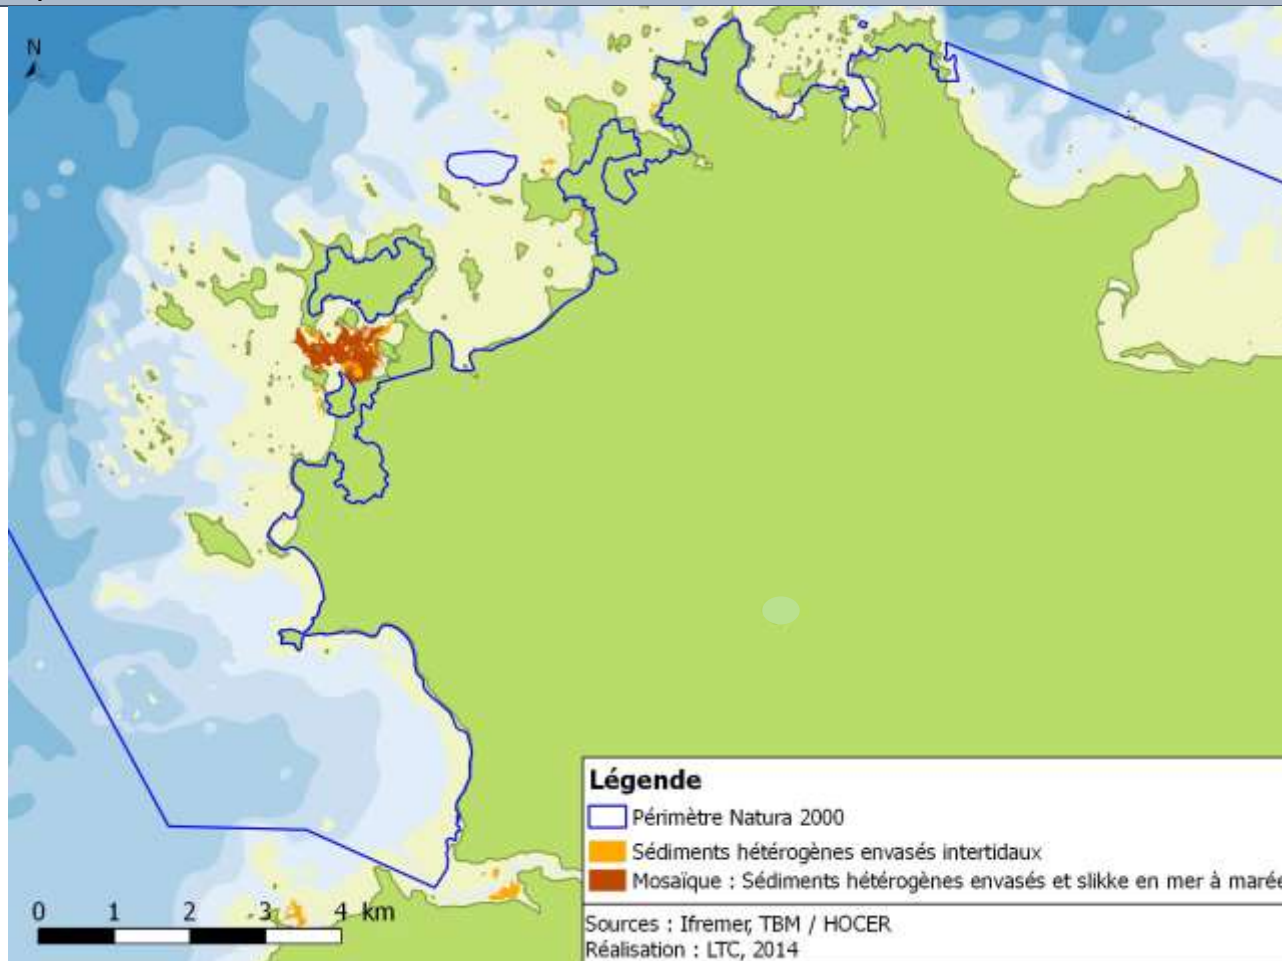 N
Légende
Périmètre Natura 2000
Sédiments hétérogènes envasés intertidaux
Mosaïque : Sédiments hétérogènes envasés et slikke en mer à marée
0 1 2 3 4 km
Sources : Ifremer, TBM / HOCER
Réalisation : LTC, 2014